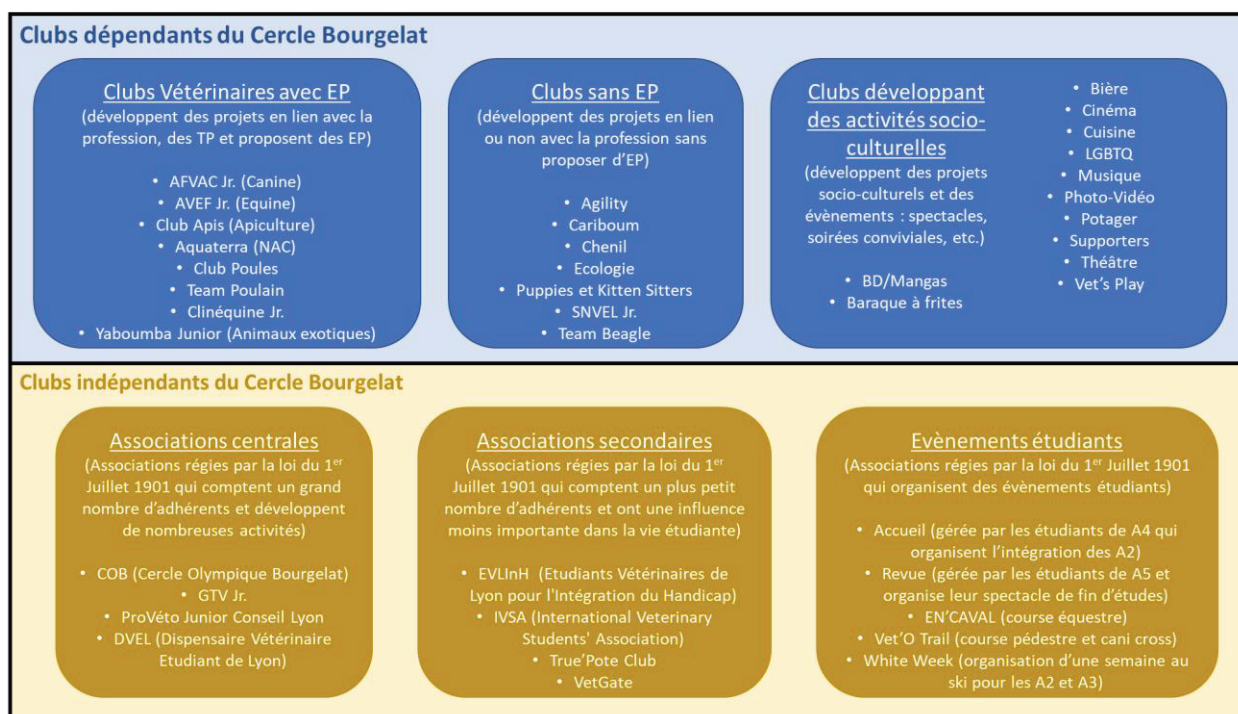 Clubs dépendants du Cercle Bourgelat
Clubs Vétérinaires avec EP
(développent des projets en lien avec la
profession, des TP et proposent des EP)
• AFVAC Jr. (Canine)
• AVEF Jr. (Equine)
• Club Apis (Apiculture)
• Aquaterra (NAC)
• Club Poules
• Team Poulain
• Clinéquine Jr.
• Yaboumba Junior (Animaux exotiques)
Clubs sans EP
(développent des projets en lien
ou non avec la profession sans
proposer d'EP)
• Agility
• Cariboum
• Chenil
• Ecologie
• Puppies et Kitten Sitters
• SNVEL Jr.
• Team Beagle
Clubs développant
des activités socio-
culturelles
(développent des projets
socio-culturels et des
évènements : spectacles,
soirées conviviales, etc.)
• BD/Mangas
• Baraque à frites
• Bière
• Cinéma
• Cuisine
• LGBTQ
• Musique
• Photo-Vidéo
• Potager
• Supporters
• Théâtre
• Vet's Play
Clubs indépendants du Cercle Bourgelat
Associations centrales
(Associations régies par la loi du 1er
Juillet 1901 qui comptent un grand
nombre d'adhérents et développent
de nombreuses activités)
• COB (Cercle Olympique Bourgelat)
• GTV Jr.
• ProVéto Junior Conseil Lyon
• DVEL (Dispensaire Vétérinaire
Etudiant de Lyon)
Associations secondaires
(Associations régies par la loi du 1er
Juillet 1901 qui comptent un plus petit
nombre d'adhérents et ont une influence
moins importante dans la vie étudiante)
• EVLInH (Etudiants Vétérinaires de
Lyon pour l'Intégration du Handicap)
• IVSA (International Veterinary
Students' Association)
• True'Pote Club
• VetGate
Evènements étudiants
(Associations régies par la loi du 1er Juillet 1901
qui organisent des évènements étudiants)
• Accueil (gérée par les étudiants de A4 qui
organisent l'intégration des A2)
• Revue (gérée par les étudiants de A5 et
organise leur spectacle de fin d'études)
• EN'CAVAL (course équestre)
• Vet'O Trail (course pédestre et cani cross)
• White Week (organisation d'une semaine au
ski pour les A2 et A3)